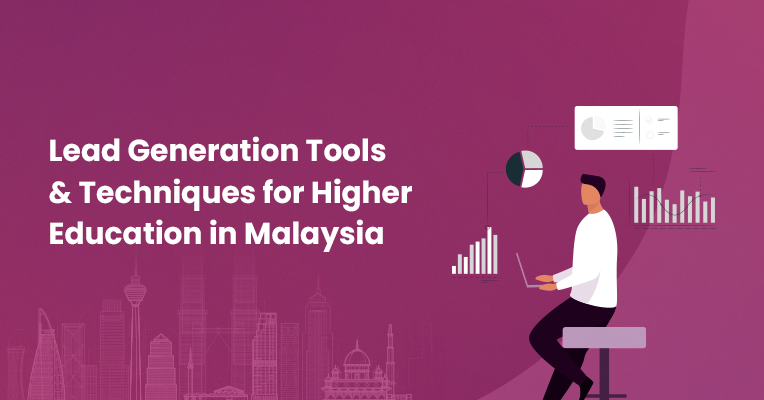 Lead Generation Tools
& Techniques for Higher
Education in Malaysia